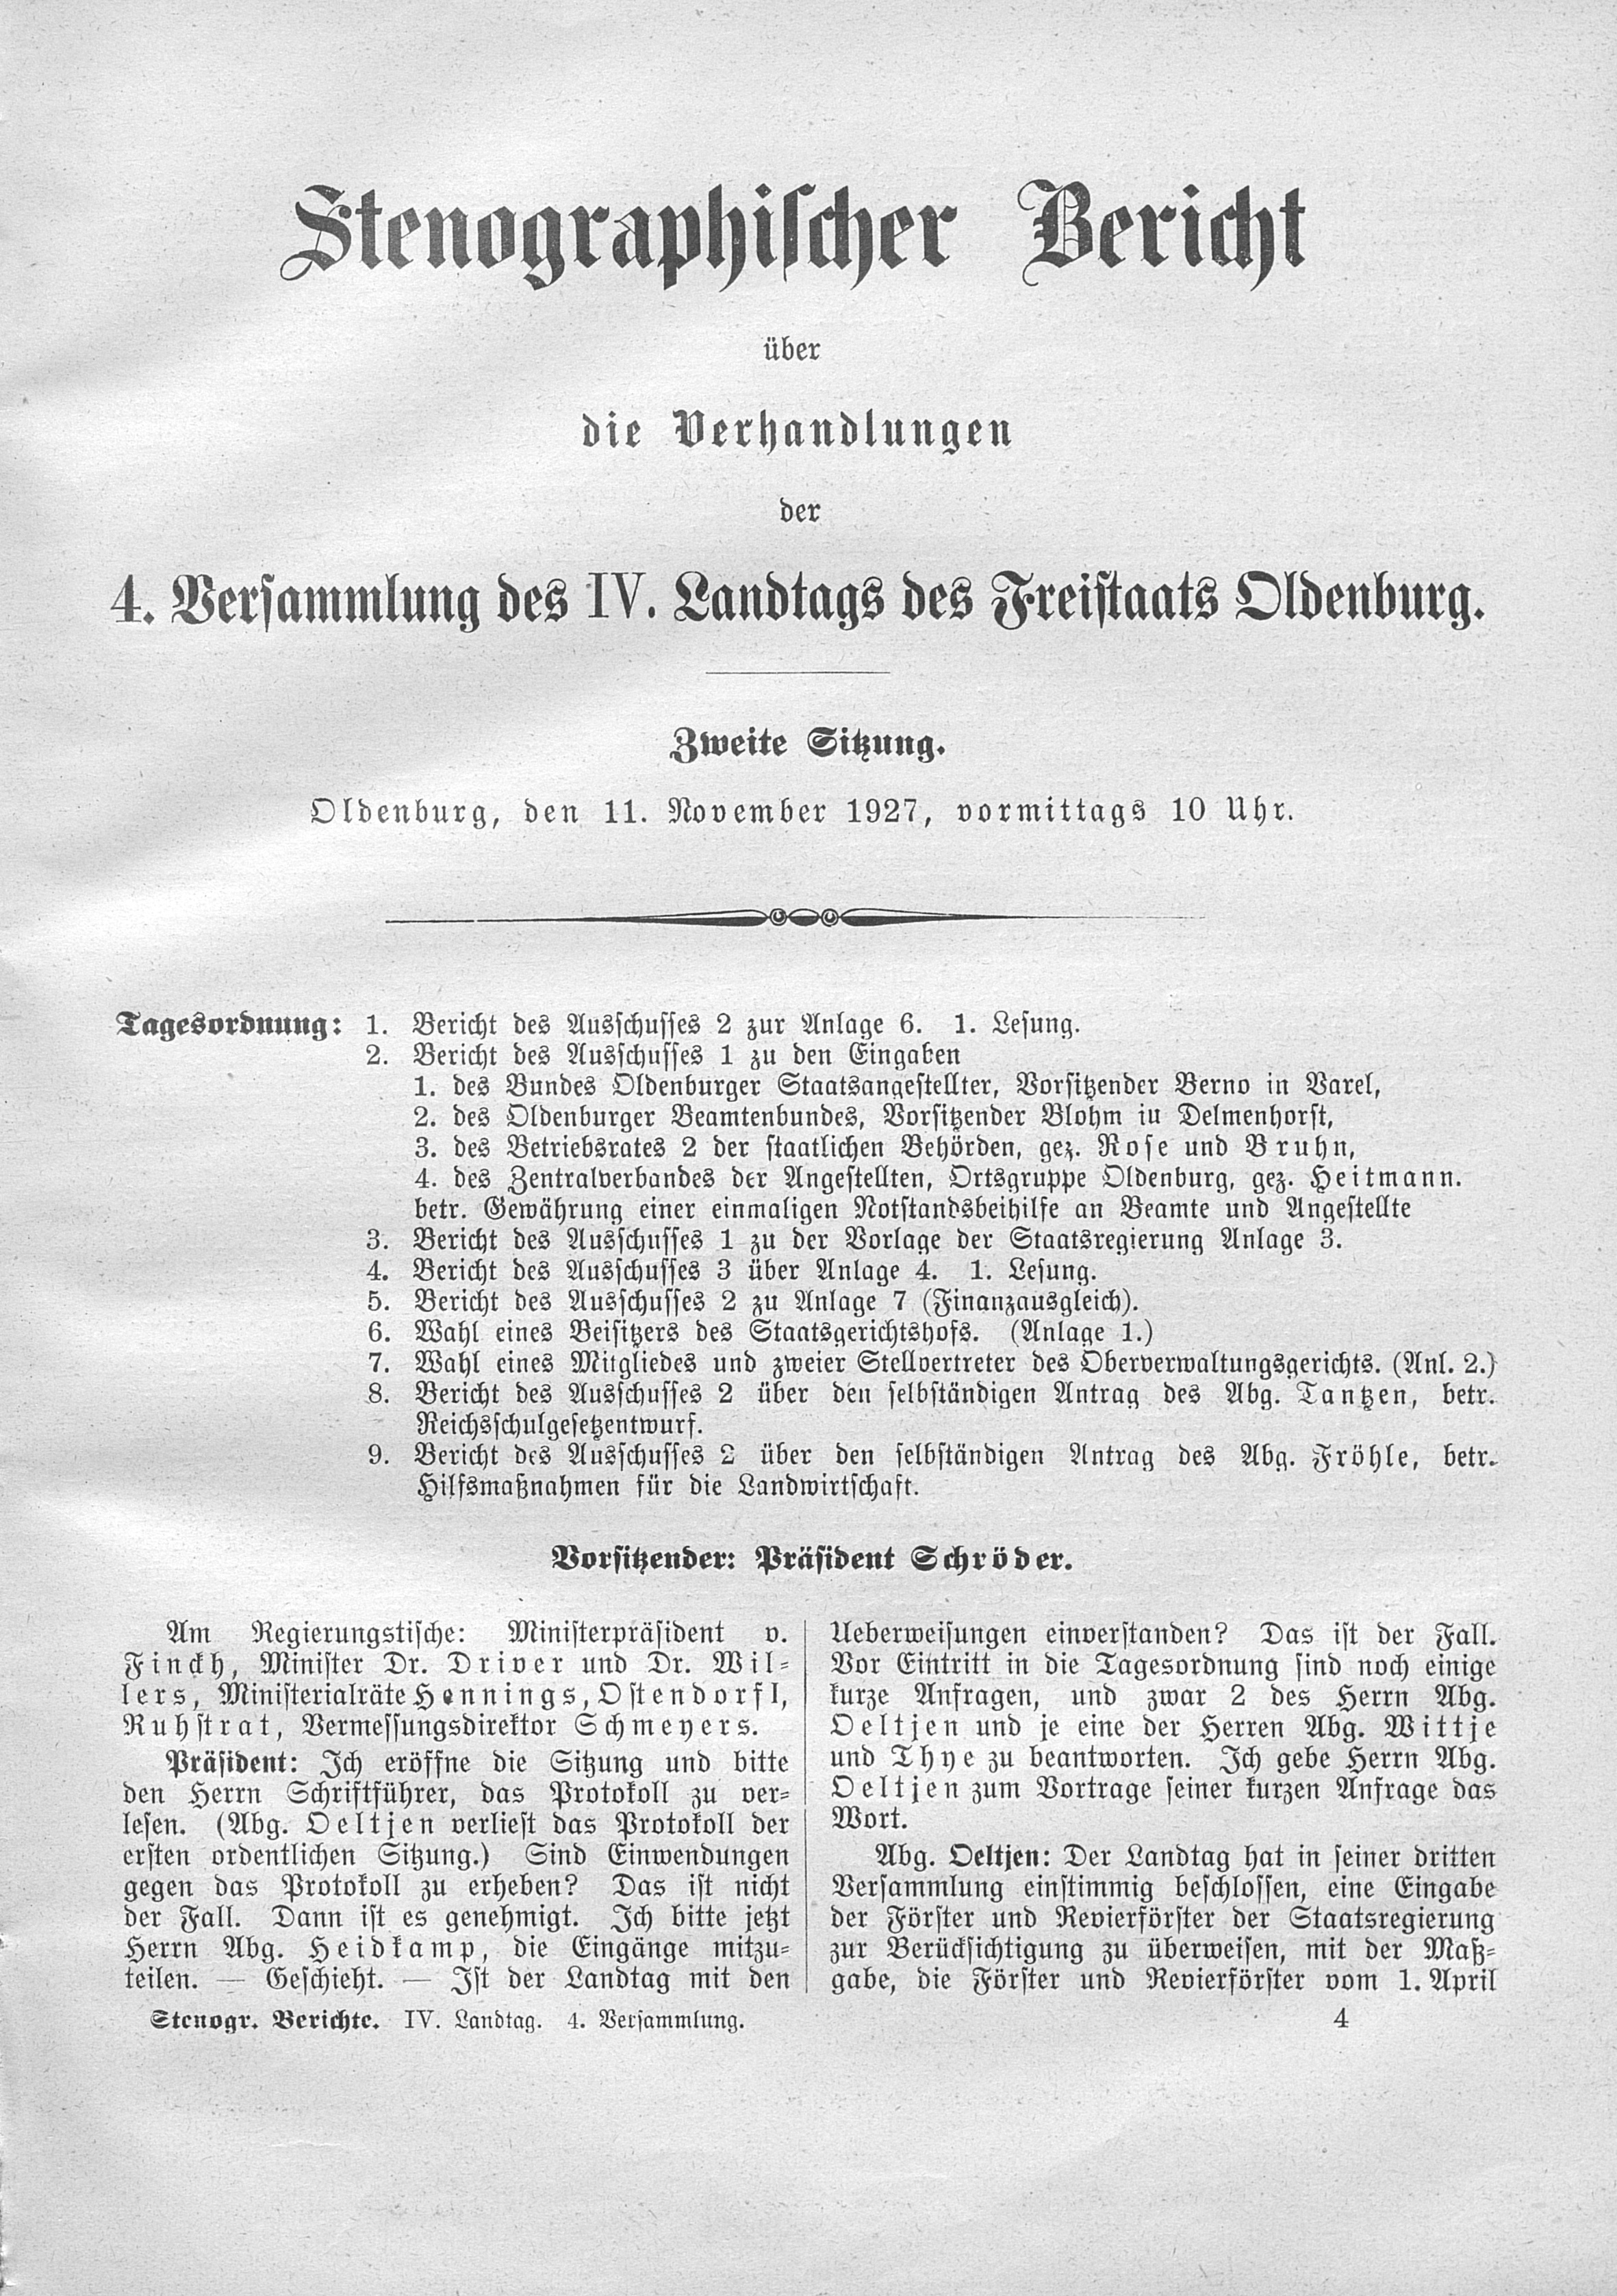 Stenographischer Bericht
über
die Verhandlungen
der
4. Versammlung des IV. Landtags des Freistaats Oldenburg.
Zweite Sitzung.
Oldenburg, den 11. November 1927, vormittags 10 Uhr.
Tagesordnung: 1. Bericht des Ausschusses 2 zur Anlage 6. 1. Lesung.
2. Bericht des Ausschusses 1 zu den Eingaben
1. des Bundes Oldenburger Staatsangestellter, Vorsitzender Berno in Varel,
2. des Oldenburger Beamtenbundes, Vorsitzender Blohm in Delmenhorst,
3. des Betriebsrates 2 der staatlichen Behörden, gez. Rose und Bruhn,
4. des Zentralverbandes der Angestellten, Ortsgruppe Oldenburg, gez. Heitmann.
betr. Gewährung einer einmaligen Notstandsbeihilfe an Beamte und Angestellte
3. Bericht des Ausschusses 1 zu der Vorlage der Staatsregierung Anlage 3.
4. Bericht des Ausschusses 3 über Anlage 4. 1. Lesung.
5. Bericht des Ausschusses 2 zu Anlage 7 (Finanzausgleich).
6. Wahl eines Beisitzers des Staatsgerichtshofs. (Anlage 1.)
7. Wahl eines Mitgliedes und zweier Stellvertreter des Oberverwaltungsgerichts. (Anl. 2.)
8. Bericht des Ausschusses 2 über den selbständigen Antrag des Abg. Tantzen, betr.
Reichsschulgesetzentwurf.
9. Bericht des Ausschusses 2 über den selbständigen Antrag des Abg. Fröhle, betr.
Hilfsmaßnahmen für die Landwirtschaft.
Vorsitzender: Präsident Schröder.
Am Regierungstische: Ministerpräsident v.
Finckh, Minister Dr. Driver und Dr. Wil-
lers, Ministerialräte Hennings, Ostendorf I,
Ruhstrat, Vermessungsdirektor Schmeyers.
Präsident: Ich eröffne die Sitzung und bitte
den Herrn Schriftführer, das Protokoll zu ver-
lesen. (Abg. Oeltjen verliest das Protokoll der
ersten ordentlichen Sitzung.) Sind Einwendungen
gegen das Protokoll zu erheben? Das ist nicht
der Fall. Dann ist es genehmigt. Ich bitte jetzt
Herrn Abg. Heidkamp, die Eingänge mitzu-
teilen. — Geschieht. — Ist der Landtag mit den
Ueberweisungen einverstanden? Das ist der Fall.
Vor Eintritt in die Tagesordnung sind noch einige
kurze Anfragen, und zwar 2 des Herrn Abg.
Oeltjen und je eine der Herren Abg. Wittje
und Thye zu beantworten. Ich gebe Herrn Abg.
Oeltjen zum Vortrage seiner kurzen Anfrage das
Wort.
Abg. Oeltjen: Der Landtag hat in seiner dritten
Versammlung einstimmig beschlossen, eine Eingabe
der Förster und Revierförster der Staatsregierung
zur Berücksichtigung zu überweisen, mit der Maß-
gabe, die Förster und Revierförster vom 1. April
Stenogr. Berichte. IV. Landtag. 4. Versammlung.
4